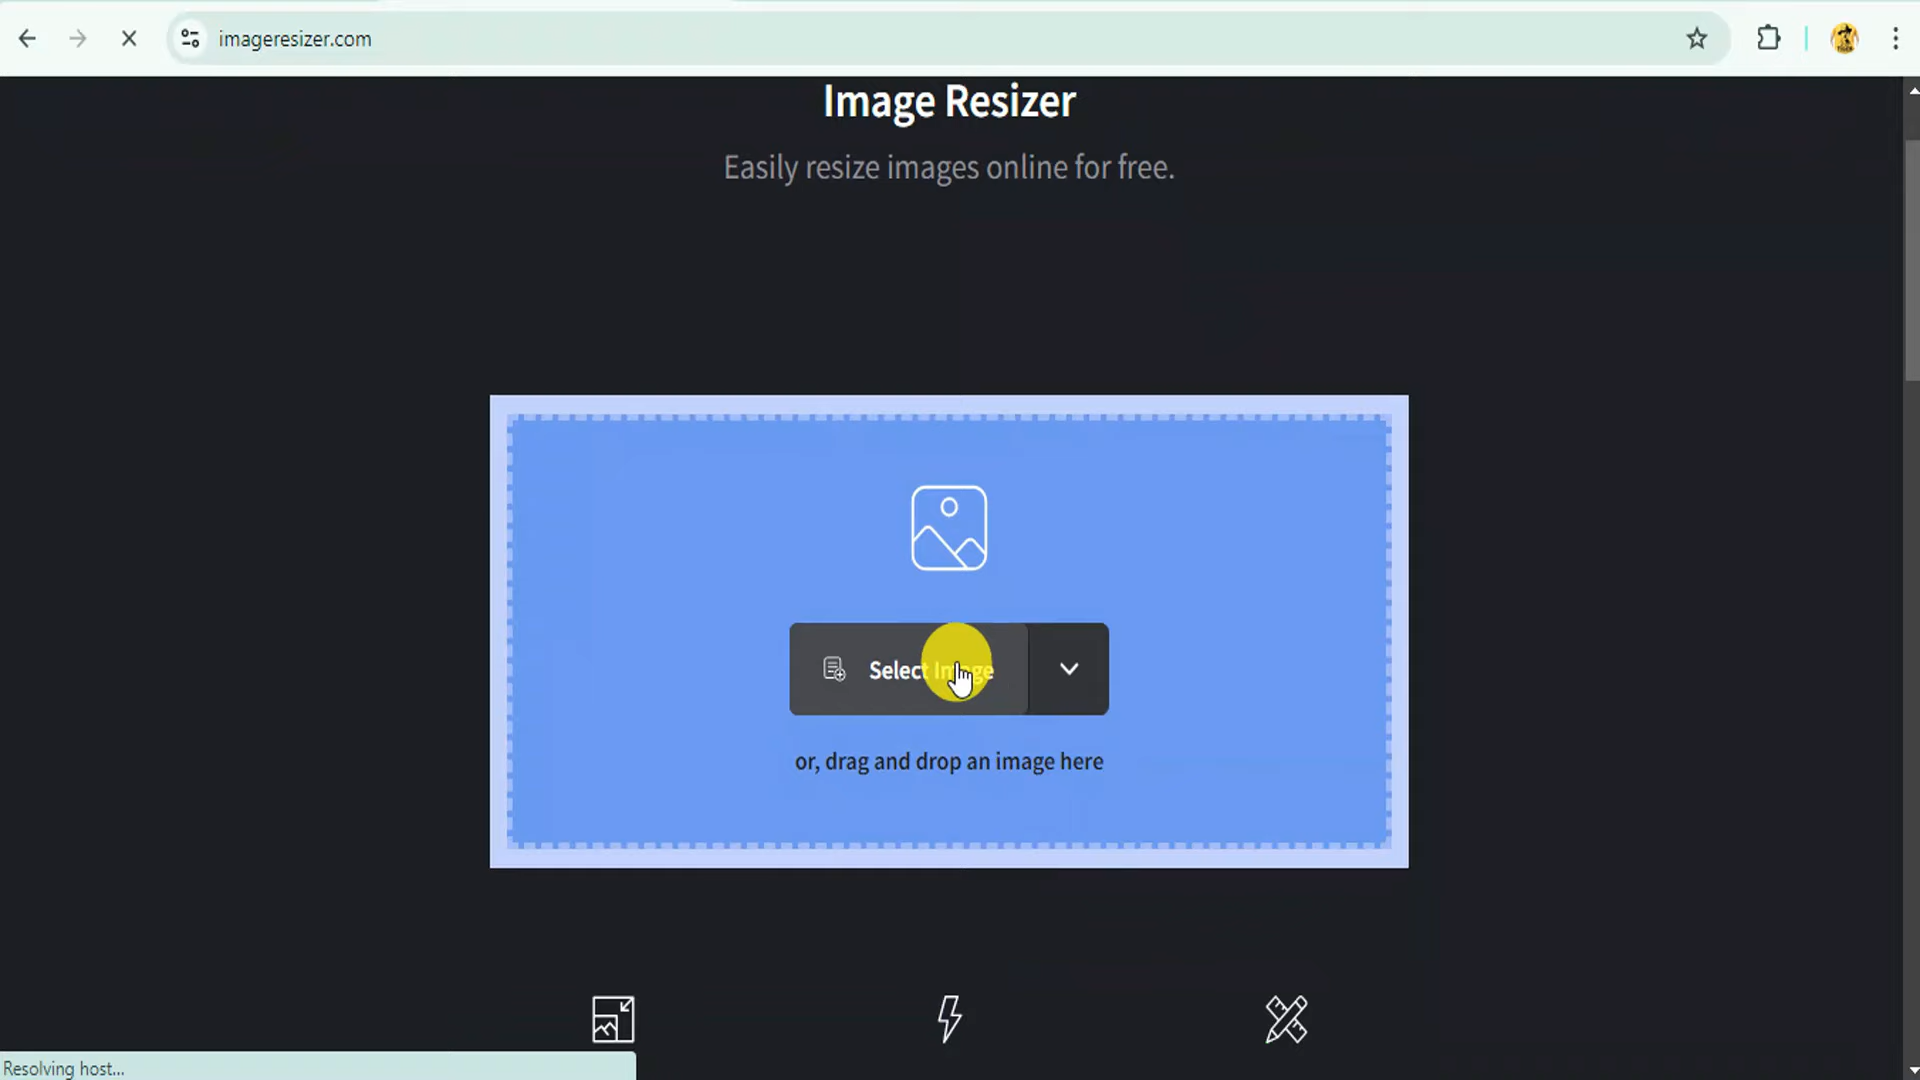 imageresizer.com
Image Resizer
Easily resize images online for free.
Select Image
or, drag and drop an image here
Resolving host...